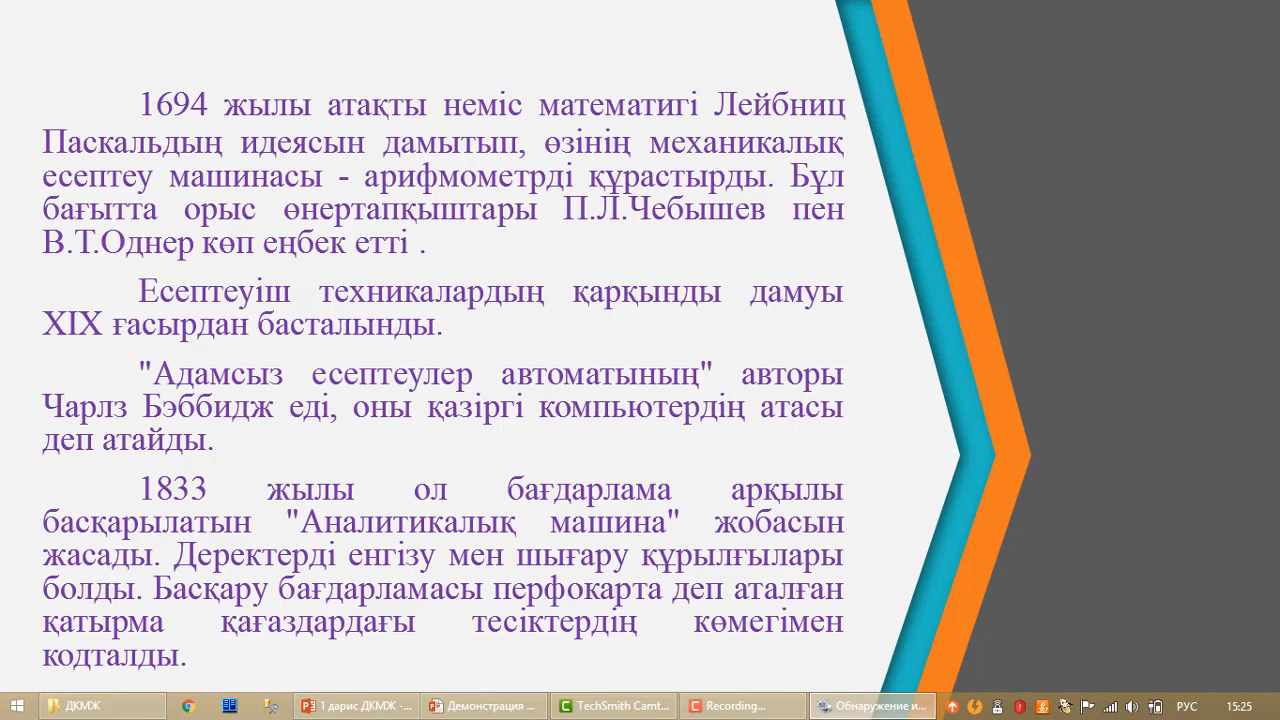 1694 жылы атақты неміс математигі Лейбниц
Паскальдың идеясын дамытып, өзінің механикалық
есептеу машинасы - арифмометрді құрастырды. Бұл
бағытта орыс өнертапқыштары П.Л.Чебышев пен
В.Т.Однер көп еңбек етті .
Есептеуіш техникалардың қарқынды дамуы
XIX ғасырдан басталынды.
"Адамсыз есептеулер автоматының" авторы
Чарлз Бэббидж еді, оны қазіргі компьютердің атасы
деп атайды.
1833 жылы ол бағдарлама арқылы
басқарылатын "Аналитикалық машина" жобасын
жасады. Деректерді енгізу мен шығару құрылғылары
болды. Басқару бағдарламасы перфокарта деп аталған
қатырма қағаздардағы тесіктердің көмегімен
кодталды.
ДКМЖ
1 дарис ДКМЖ -...
Демонстрация ...
TechSmith Camt...
Recording...
Обнаружение и...
РУС
15:25